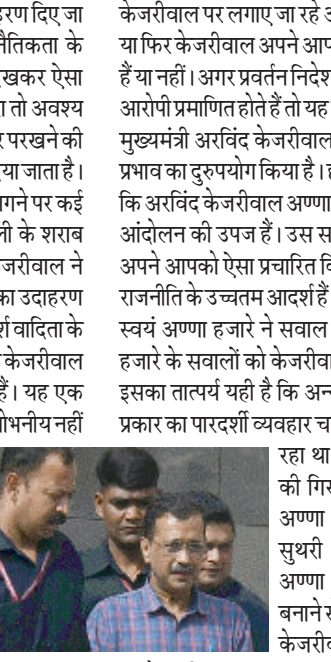 हरण दिए जा
नैतिकता के
खकर ऐसा
तो अवश्य
परखने की
या जाता है।
गने पर कई
ली के शराब
जरीवाल ने
का उदाहरण
र्श वादिता के
केजरीवाल
हैं। यह एक
भनीय नहीं
केजरीवाल पर लगाए जा रहे
या फिर केजरीवाल अपने आप
हैं या नहीं। अगर प्रवर्तन निदेश
आरोपी प्रमाणित होते हैं तो यह
मुख्यमंत्री अरविंद केजरीवाल
प्रभाव का दुरुपयोग किया है।
कि अरविंद केजरीवाल अण्णा
आंदोलन की उपज हैं। उस स
अपने आपको ऐसा प्रचारित कि
राजनीति के उच्चतम आदर्श हैं
स्वयं अण्णा हजारे ने सवाल
हजारे के सवालों को केजरीवा
इसका तात्पर्य यही है कि अन्
प्रकार का पारदर्शी व्यवहार च
रहा था
की गिर
अण्णा
सुथरी
अण्णा
बनाने
केजरी